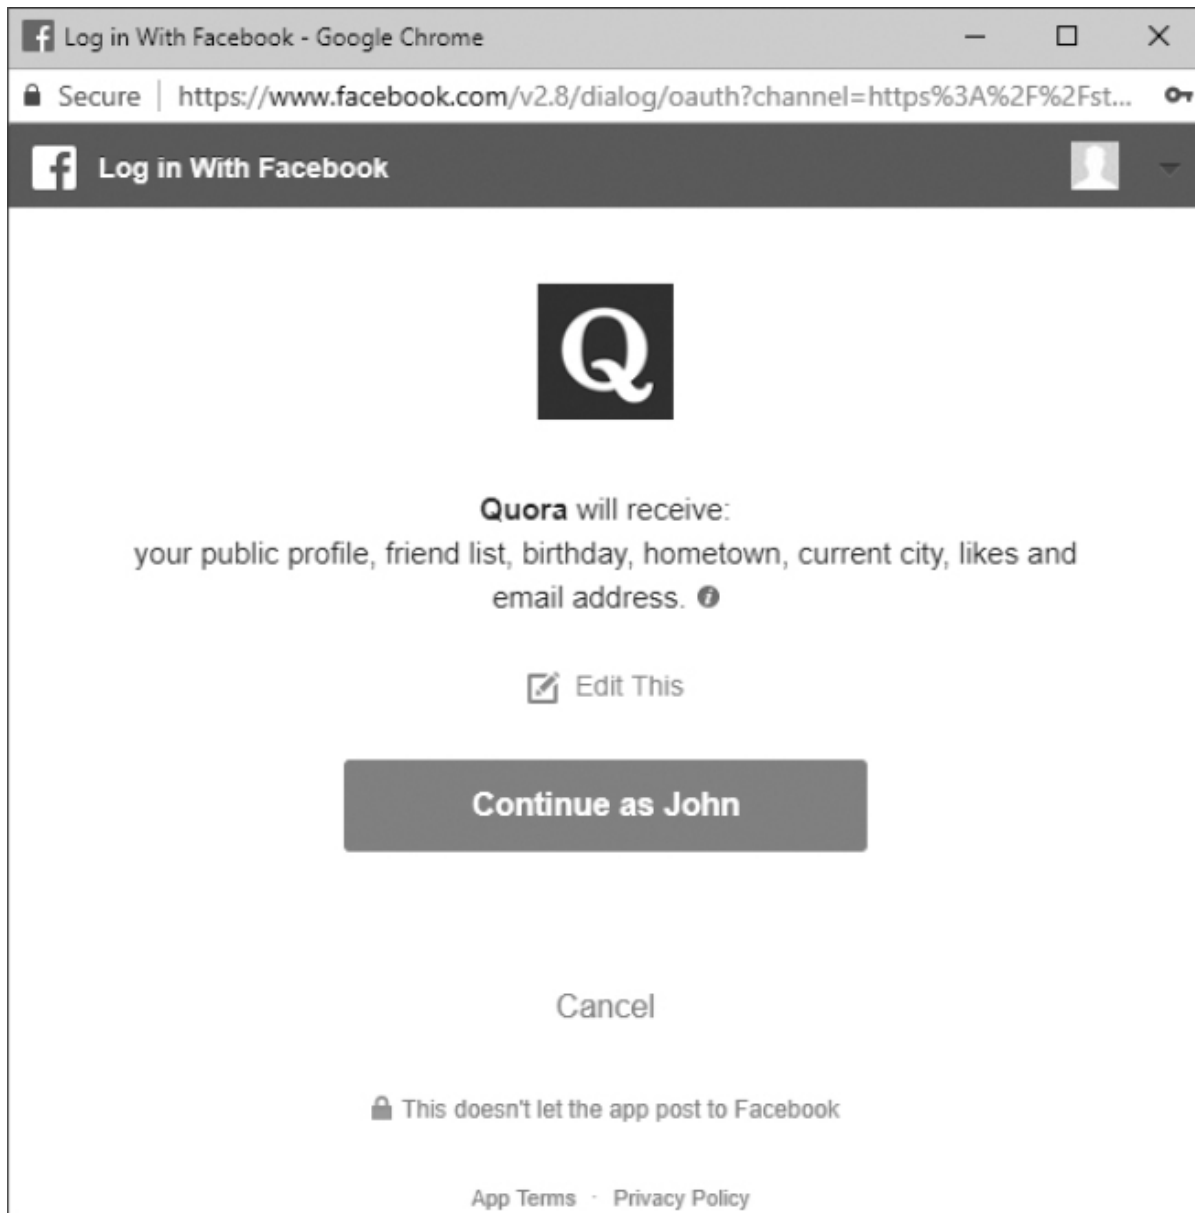 Log in With Facebook - Google Chrome
Secure | https://www.facebook.com/v2.8/dialog/oauth?channel=https%3A%2F%2Fst...
Log in With Facebook
Q
Quora will receive:
your public profile, friend list, birthday, hometown, current city, likes and
email address.
Edit This
Continue as John
Cancel
This doesn't let the app post to Facebook
App Terms · Privacy Policy